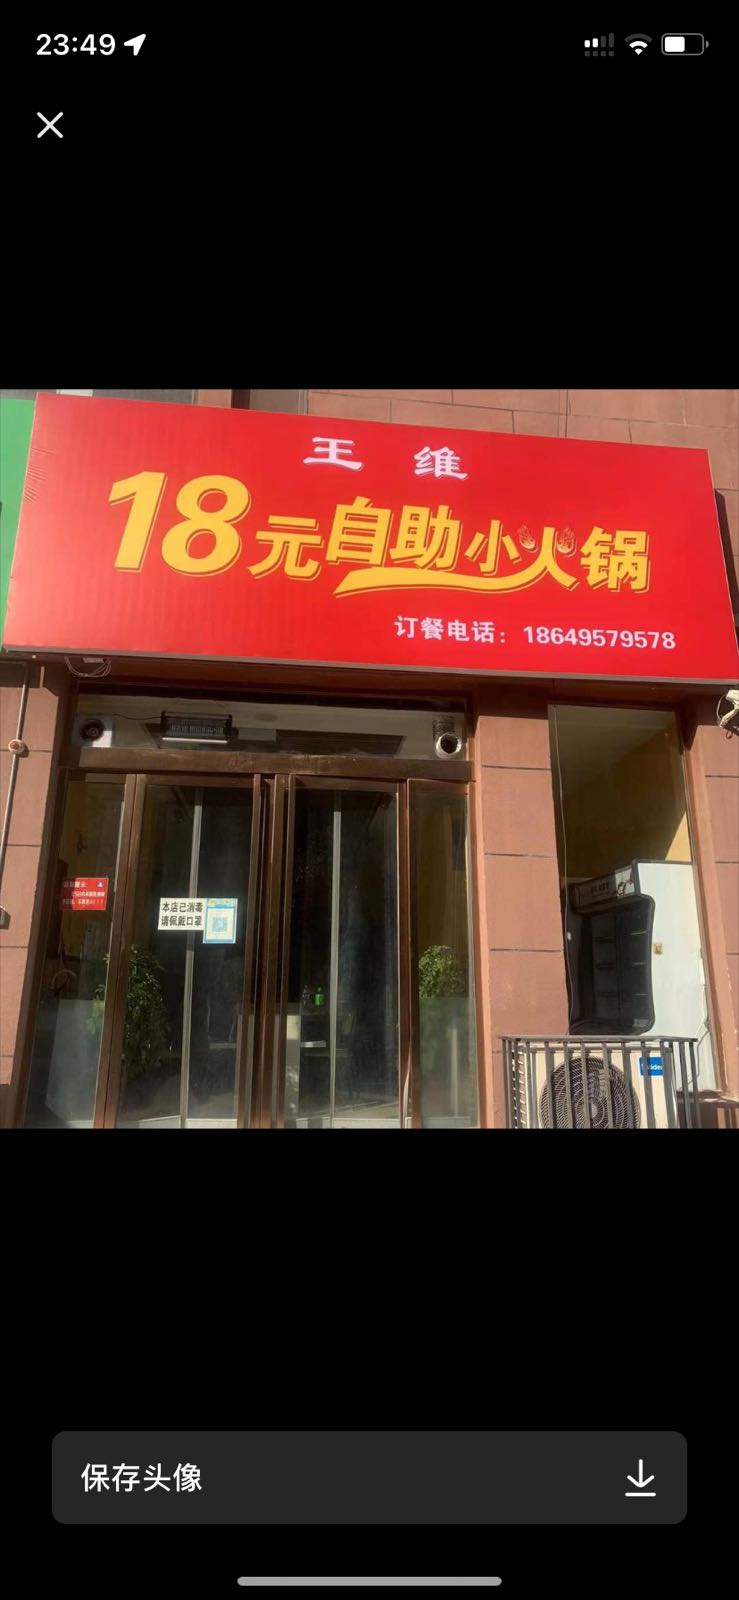 23:49
王维
18元自助小火锅
订餐电话：18649579578
本店已消毒
请佩戴口罩
保存头像